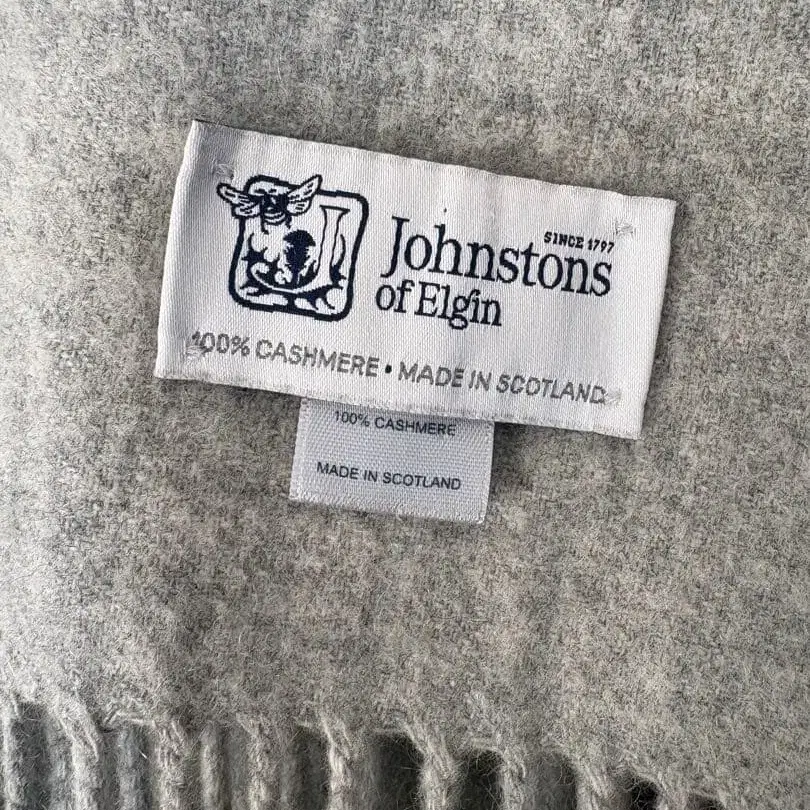 SINCE 1797
Johnstons
of Elgin
100% CASHMERE • MADE IN SCOTLAND
100% CASHMERE
MADE IN SCOTLAND